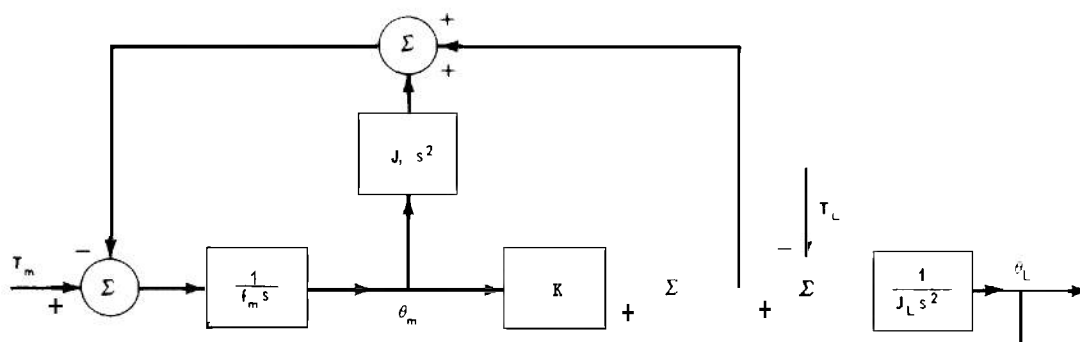 +
Σ
+
J, s²
T_L
−
T_m
+
Σ
1
f_m s
θ_m
K
+
Σ
+
−
Σ
1
J_L s²
θ_L